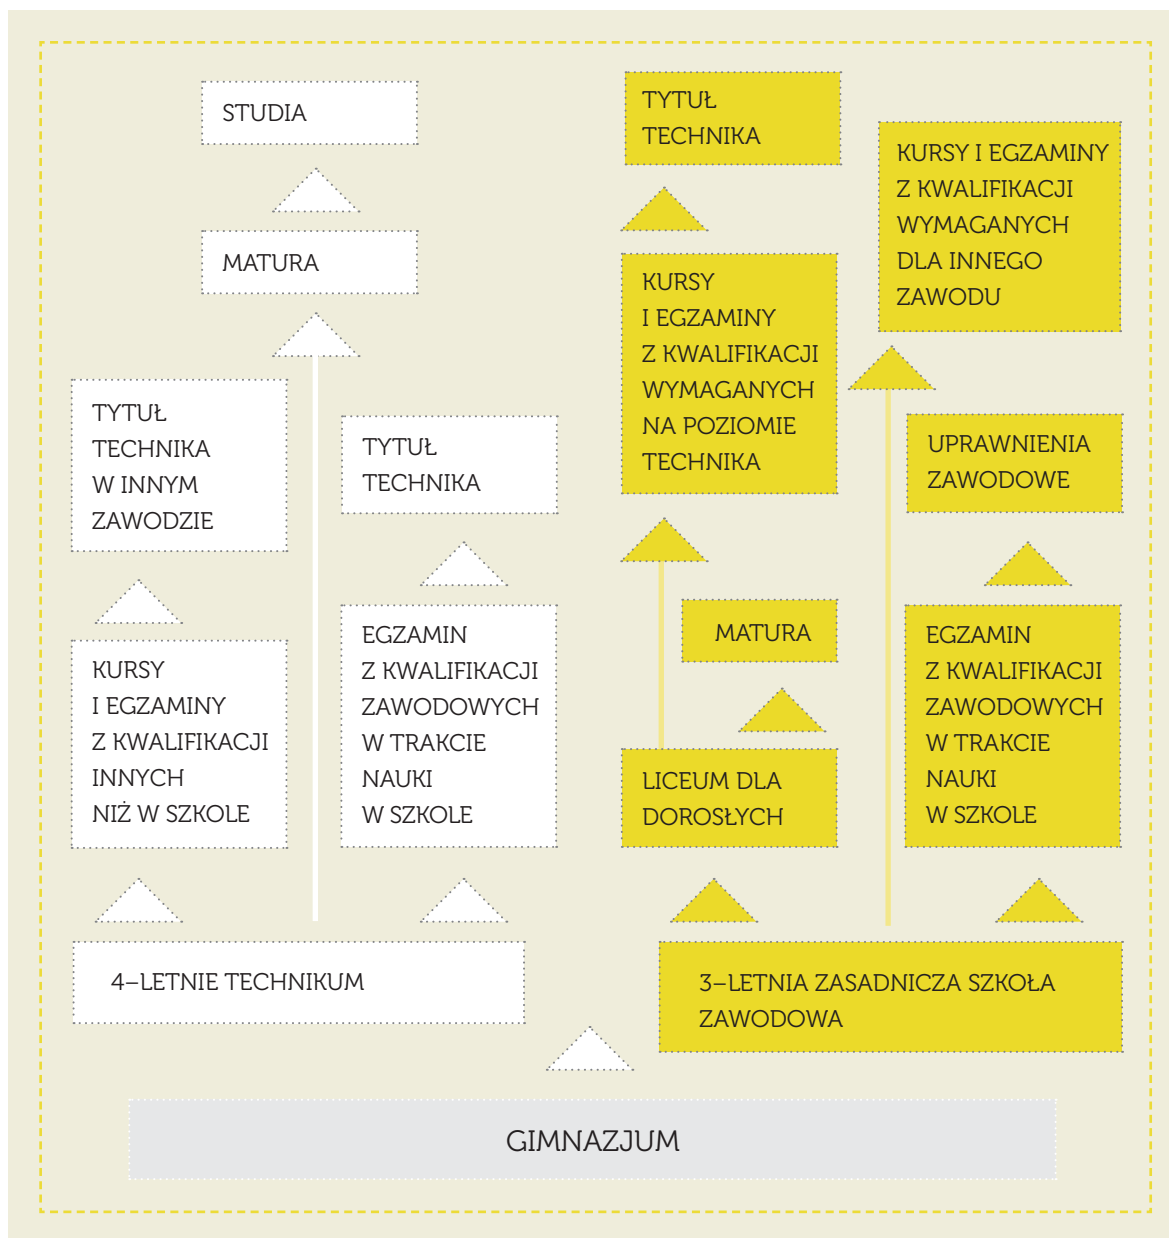 STUDIA
MATURA
TYTUŁ
TECHNIKA
W INNYM
ZAWODZIE
TYTUŁ
TECHNIKA
KURSY
I EGZAMINY
Z KWALIFIKACJI
INNYCH
NIŻ W SZKOLE
EGZAMIN
Z KWALIFIKACJI
ZAWODOWYCH
W TRAKCIE
NAUKI
W SZKOLE
4–LETNIE TECHNIKUM
TYTUŁ
TECHNIKA
KURSY I EGZAMINY
Z KWALIFIKACJI
WYMAGANYCH
DLA INNEGO
ZAWODU
KURSY
I EGZAMINY
Z KWALIFIKACJI
WYMAGANYCH
NA POZIOMIE
TECHNIKA
UPRAWNIENIA
ZAWODOWE
MATURA
LICEUM DLA
DOROSŁYCH
EGZAMIN
Z KWALIFIKACJI
ZAWODOWYCH
W TRAKCIE
NAUKI
W SZKOLE
3–LETNIA ZASADNICZA SZKOŁA
ZAWODOWA
GIMNAZJUM